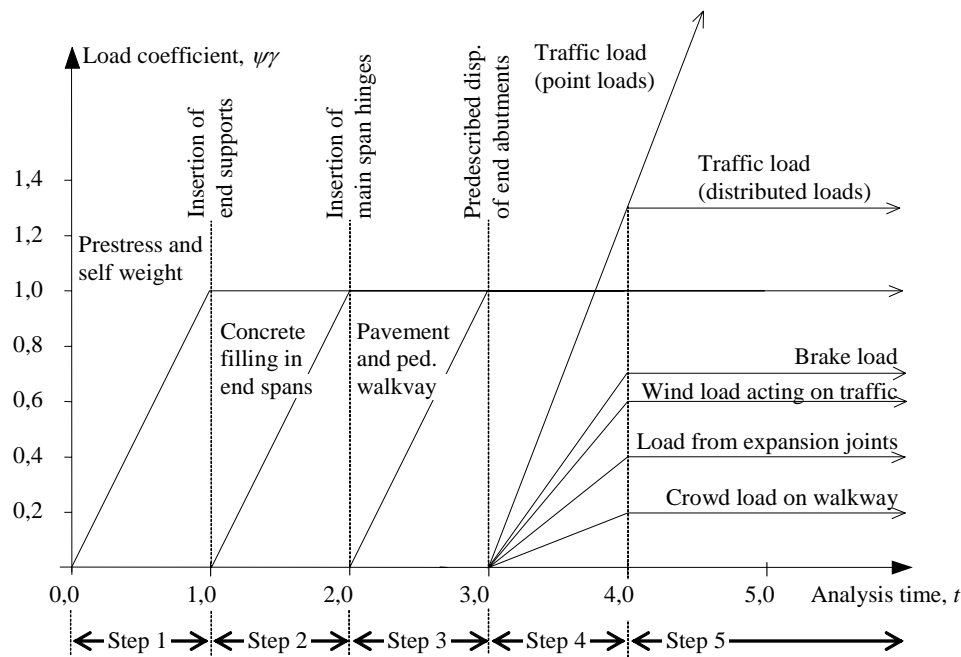 Load coefficient, ψγ
Insertion of
end supports
Insertion of
main span hinges
Predescribed disp.
of end abutments
Traffic load
(point loads)
Traffic load
(distributed loads)
1,4
1,2
1,0
0,8
0,6
0,4
0,2
Prestress and
self weight
Concrete
filling in
end spans
Pavement
and ped.
walkvay
Brake load
Wind load acting on traffic
Load from expansion joints
Crowd load on walkway
0,0 1,0 2,0 3,0 4,0 5,0 Analysis time, t
Step 1 Step 2 Step 3 Step 4 Step 5